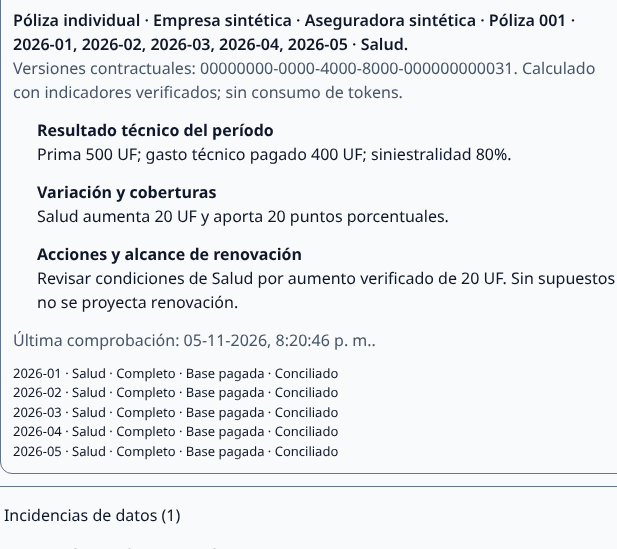 Póliza individual · Empresa sintética · Aseguradora sintética · Póliza 001 ·
2026-01, 2026-02, 2026-03, 2026-04, 2026-05 · Salud.
Versiones contractuales: 00000000-0000-4000-8000-000000000031. Calculado
con indicadores verificados; sin consumo de tokens.
Resultado técnico del período
Prima 500 UF; gasto técnico pagado 400 UF; siniestralidad 80%.
Variación y coberturas
Salud aumenta 20 UF y aporta 20 puntos porcentuales.
Acciones y alcance de renovación
Revisar condiciones de Salud por aumento verificado de 20 UF. Sin supuestos
no se proyecta renovación.
Última comprobación: 05-11-2026, 8:20:46 p. m..
2026-01 · Salud · Completo · Base pagada · Conciliado
2026-02 · Salud · Completo · Base pagada · Conciliado
2026-03 · Salud · Completo · Base pagada · Conciliado
2026-04 · Salud · Completo · Base pagada · Conciliado
2026-05 · Salud · Completo · Base pagada · Conciliado
Incidencias de datos (1)